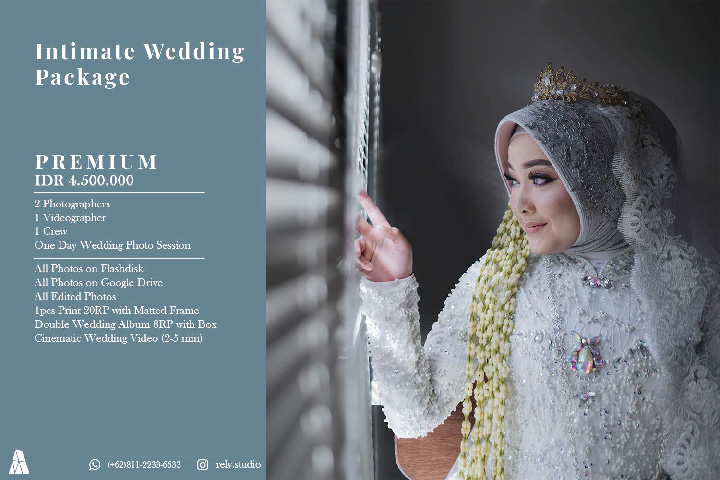 Intimate Wedding
Package
PREMIUM
IDR 4.500.000
2 Photographers
1 Videographer
1 Crew
One Day Wedding Photo Session
All Photos on Flashdisk
All Photos on Google Drive
All Edited Photos
1pcs Print 20RP with Matted Frame
Double Wedding Album 8RP with Box
Cinematic Wedding Video (2-5 min)
(+62)811-2233-6533 relv.studio